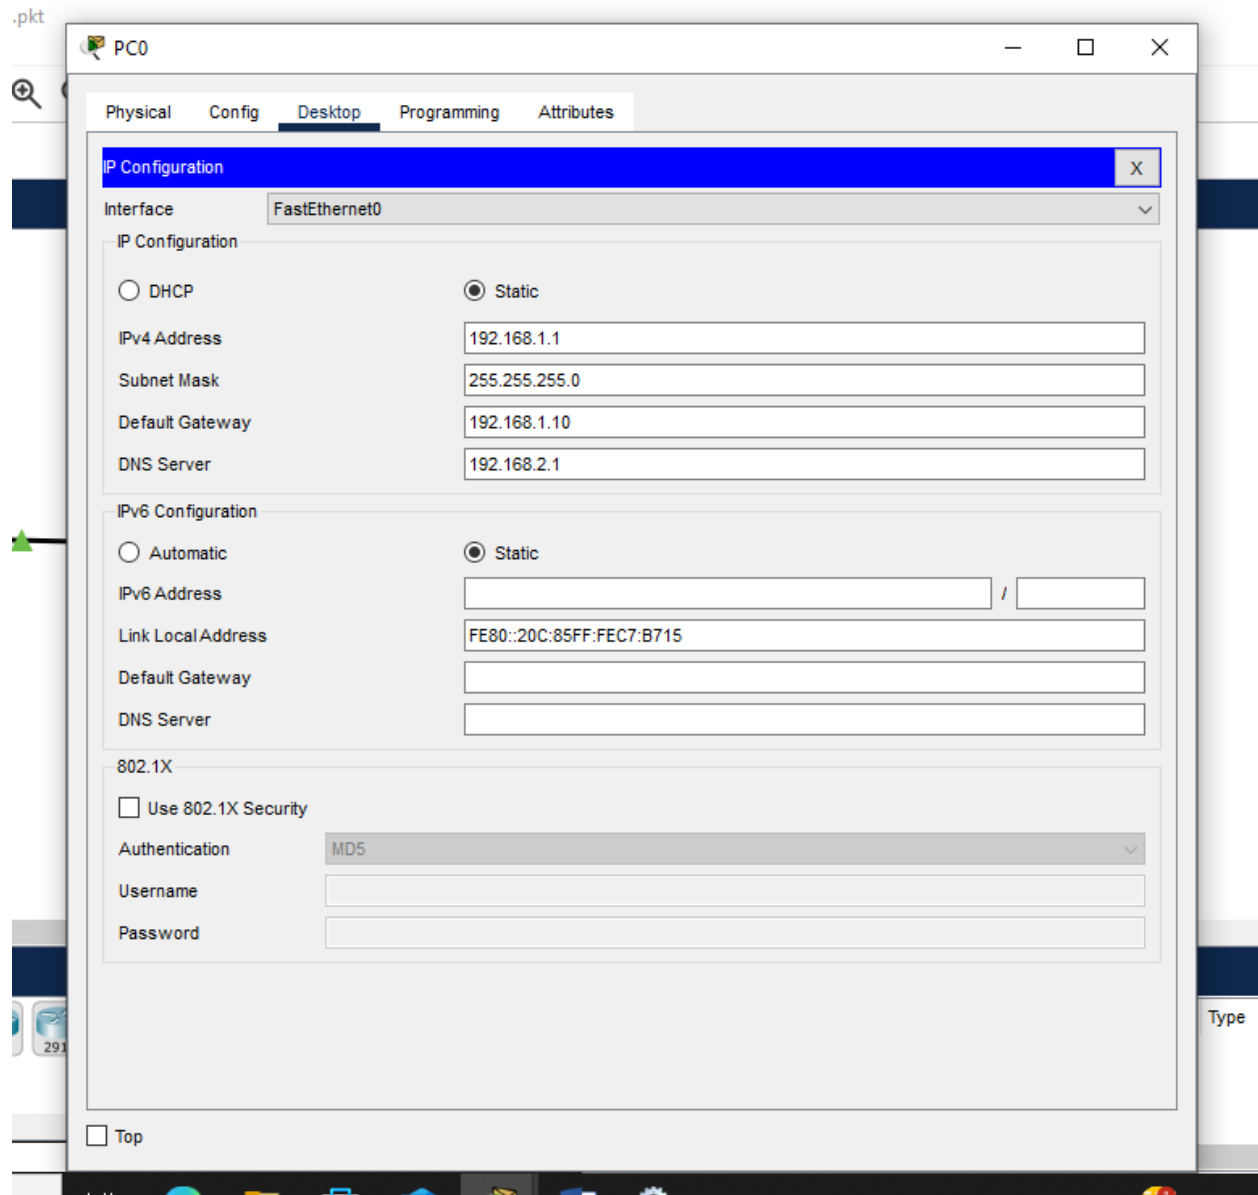 .pkt
PC0
Physical Config Desktop Programming Attributes
IP Configuration X
Interface FastEthernet0
IP Configuration
DHCP Static
IPv4 Address 192.168.1.1
Subnet Mask 255.255.255.0
Default Gateway 192.168.1.10
DNS Server 192.168.2.1
IPv6 Configuration
Automatic Static
IPv6 Address /
Link Local Address FE80::20C:85FF:FEC7:B715
Default Gateway
DNS Server
802.1X
Use 802.1X Security
Authentication MD5
Username
Password
291
Type
Top